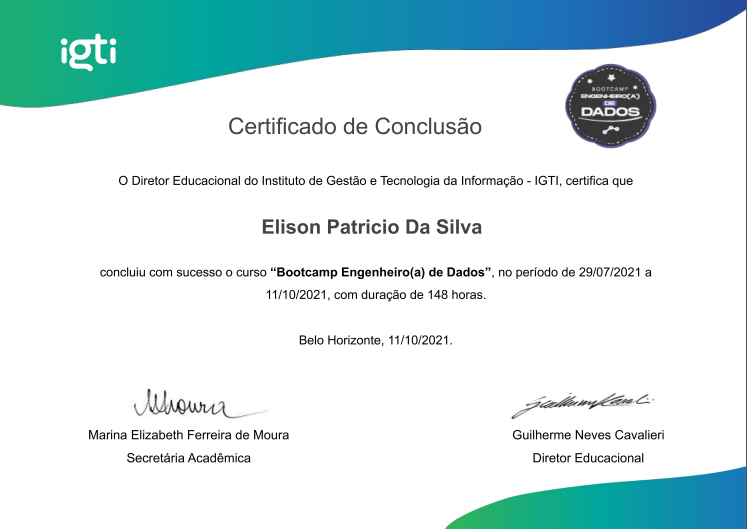 igti
BOOTCAMP
ENGENHEIRO(A)
DE
DADOS
Certificado de Conclusão
O Diretor Educacional do Instituto de Gestão e Tecnologia da Informação - IGTI, certifica que
Elison Patricio Da Silva
concluiu com sucesso o curso “Bootcamp Engenheiro(a) de Dados”, no período de 29/07/2021 a
11/10/2021, com duração de 148 horas.
Belo Horizonte, 11/10/2021.
Marina Elizabeth Ferreira de Moura
Secretária Acadêmica
Guilherme Neves Cavalieri
Diretor Educacional